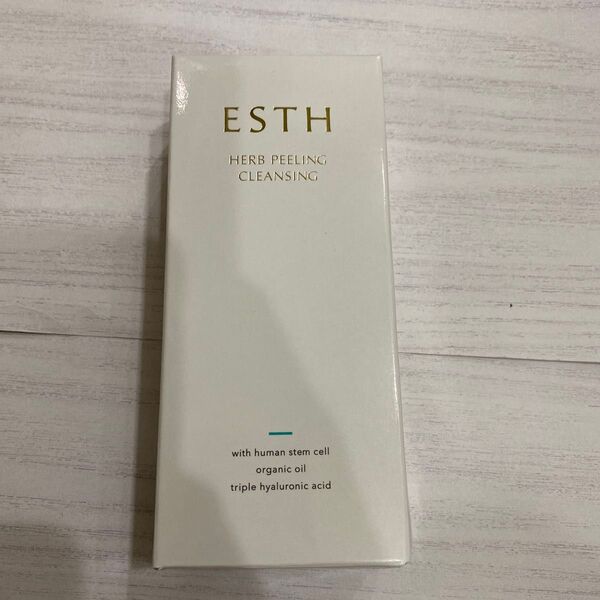 ESTH
HERB PEELING
CLEANSING
with human stem cell
organic oil
triple hyaluronic acid